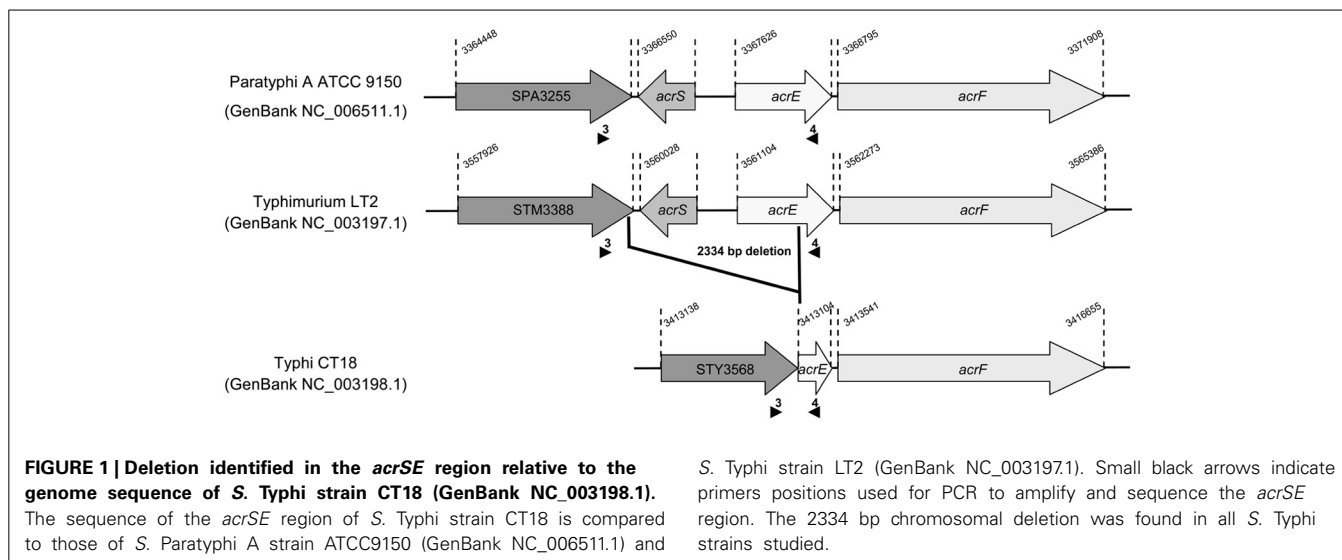 3364448 3366550 3367626 3368795 3371908
Paratyphi A ATCC 9150
(GenBank NC_006511.1)
SPA3255 acrS acrE acrF
3 4
3557926 3560028 3561104 3562273 3565386
Typhimurium LT2
(GenBank NC_003197.1)
STM3388 acrS acrE acrF
3 4
2334 bp deletion
3413138 3413104 3413541 3416655
Typhi CT18
(GenBank NC_003198.1)
STY3568 acrE acrF
3 4
FIGURE 1 | Deletion identified in the acrSE region relative to the
genome sequence of S. Typhi strain CT18 (GenBank NC_003198.1).
The sequence of the acrSE region of S. Typhi strain CT18 is compared
to those of S. Paratyphi A strain ATCC9150 (GenBank NC_006511.1) and
S. Typhi strain LT2 (GenBank NC_003197.1). Small black arrows indicate
primers positions used for PCR to amplify and sequence the acrSE
region. The 2334 bp chromosomal deletion was found in all S. Typhi
strains studied.